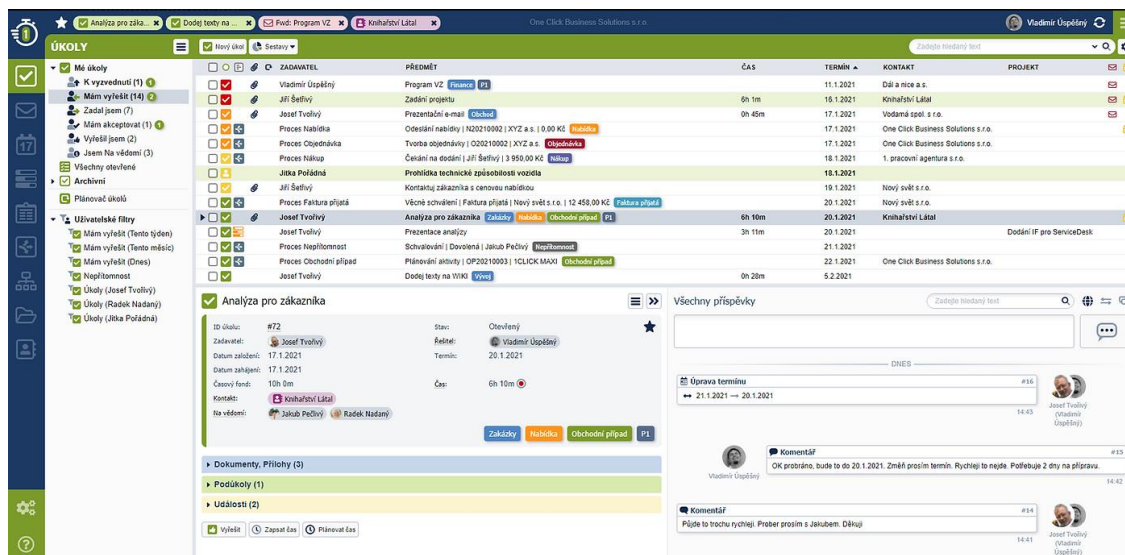 Analýza pro záka... ×
Dodej texty na ... ×
Fwd: Program VZ ×
Knihařství Látal ×
One Click Business Solutions s.r.o.
Vladimír Úspěšný
ÚKOLY
Nový úkol
Sestavy
Zadejte hledaný text
Mé úkoly
K vyzvednutí (1) 1
Mám vyřešit (14) 2
Zadal jsem (7)
Mám akceptovat (1) 1
Vyřešil jsem (2)
Jsem Na vědomí (3)
Všechny otevřené
Archivní
Plánovač úkolů
Uživatelské filtry
Mám vyřešit (Tento týden)
Mám vyřešit (Tento měsíc)
Mám vyřešit (Dnes)
Nepřítomnost
Úkoly (Josef Tvořivý)
Úkoly (Radek Nadaný)
Úkoly (Jitka Pořádná)
17
ZADAVATEL PŘEDMĚT ČAS TERMÍN KONTAKT PROJEKT
Vladimír Úspěšný Program VZ Finance P1 11.1.2021 Dál a nice a.s.
Jiří Šetřivý Zadání projektu 6h 1m 16.1.2021 Knihařství Látal
Josef Tvořivý Prezentační e-mail Obchod 0h 45m 17.1.2021 Vodamá spol. s r.o.
Proces Nabídka Odeslání nabídky | N20210002 | XYZ a.s. | 0,00 Kč Nabídka 17.1.2021 One Click Business Solutions s.r.o.
Proces Objednávka Tvorba objednávky | O20210002 | XYZ a.s. Objednávka 17.1.2021 One Click Business Solutions s.r.o.
Proces Nákup Čekání na dodání | Jiří Šetřivý | 3 950,00 Kč Nákup 18.1.2021 1. pracovní agentura s.r.o.
Jitka Pořádná Prohlídka technické způsobilosti vozidla 18.1.2021
Jiří Šetřivý Kontaktuj zákazníka s cenovou nabídkou 19.1.2021 Nový svět s.r.o.
Proces Faktura přijatá Věcné schválení | Faktura přijatá | Nový svět s.r.o. | 12 458,00 Kč Faktura přijatá 20.1.2021 Nový svět s.r.o.
Josef Tvořivý Analýza pro zákazníka Zakázky Nabídka Obchodní případ P1 6h 10m 20.1.2021 Knihařství Látal
Josef Tvořivý Prezentace analýzy 3h 11m 20.1.2021 Dodání IF pro ServiceDesk
Proces Nepřítomnost Schvalování | Dovolená | Jakub Pečlivý Nepřítomnost 21.1.2021
Proces Obchodní případ Plánování aktivity | OP20210003 | 1CLICK MAXI Obchodní případ 22.1.2021 One Click Business Solutions s.r.o.
Josef Tvořivý Dodej texty na WIKI Vývoj 0h 28m 5.2.2021
Analýza pro zákazníka
ID úkolu: #72 Stav: Otevřený
Zadavatel: Josef Tvořivý Řešitel: Vladimír Úspěšný
Datum založení: 17.1.2021 Termín: 20.1.2021
Datum zahájení: 17.1.2021
Časový fond: 10h 0m Čas: 6h 10m
Kontakt: Knihařství Látal
Na vědomí: Jakub Pečlivý Radek Nadaný
Zakázky Nabídka Obchodní případ P1
Dokumenty, Přílohy (3)
Podúkoly (1)
Události (2)
Vyřešit
Zapsat čas
Plánovat čas
Všechny příspěvky
Zadejte hledaný text
DNES
Úprava termínu #16
21.1.2021 → 20.1.2021
14:43
Josef Tvořivý
(Vladimír
Úspěšný)
Komentář #15
OK probráno, bude to do 20.1.2021. Změň prosím termín. Rychleji to nejde. Potřebuje 2 dny na přípravu.
Vladimír Úspěšný
14:42
Komentář #14
Půjde to trochu rychleji. Prober prosím s Jakubem. Děkuji
14:41
Josef Tvořivý
(Vladimír
Úspěšný)